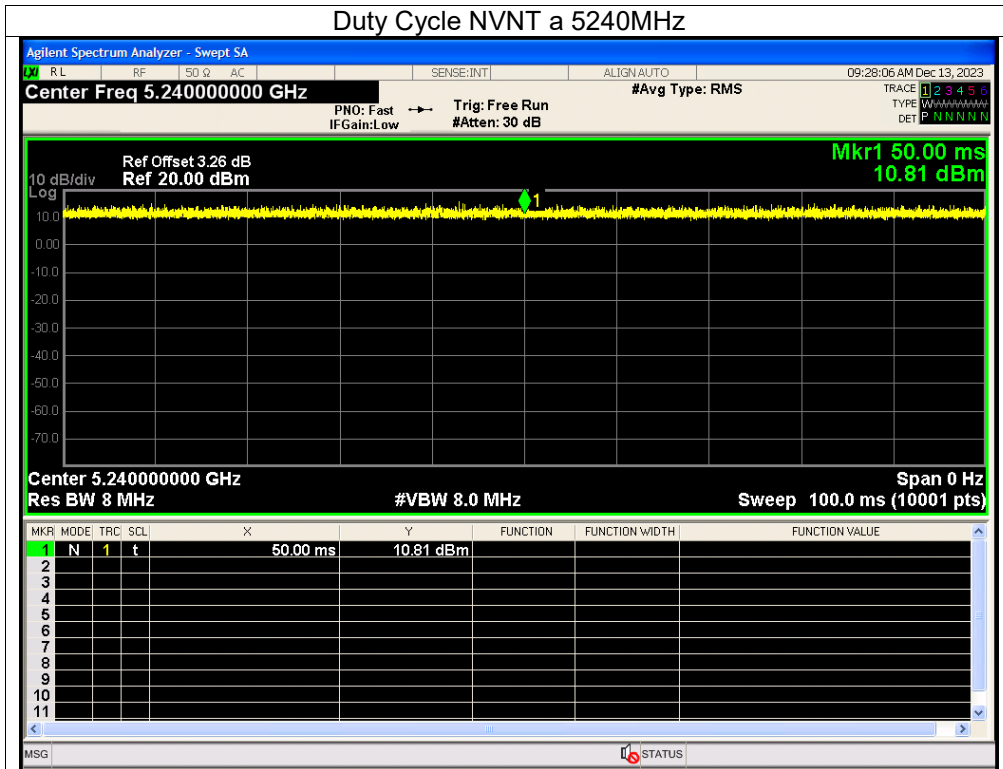 Duty Cycle NVNT a 5240MHz
Agilent Spectrum Analyzer - Swept SA
LXI RL RF 50 Ω AC SENSE:INT ALIGN AUTO 09:28:06 AM Dec 13, 2023
Center Freq 5.240000000 GHz #Avg Type: RMS TRACE 1 2 3 4 5 6
PNO: Fast Trig: Free Run TYPE WWWWWW
IFGain:Low #Atten: 30 dB DET P N N N N N
Mkr1 50.00 ms
Ref Offset 3.26 dB
10 dB/div Ref 20.00 dBm 10.81 dBm
Log
1
10.0
0.00
-10.0
-20.0
-30.0
-40.0
-50.0
-60.0
-70.0
Center 5.240000000 GHz Span 0 Hz
Res BW 8 MHz #VBW 8.0 MHz Sweep 100.0 ms (10001 pts)
MKR MODE TRC SCL X Y FUNCTION FUNCTION WIDTH FUNCTION VALUE
1 N 1 t 50.00 ms 10.81 dBm
2
3
4
5
6
7
8
9
10
11
MSG STATUS